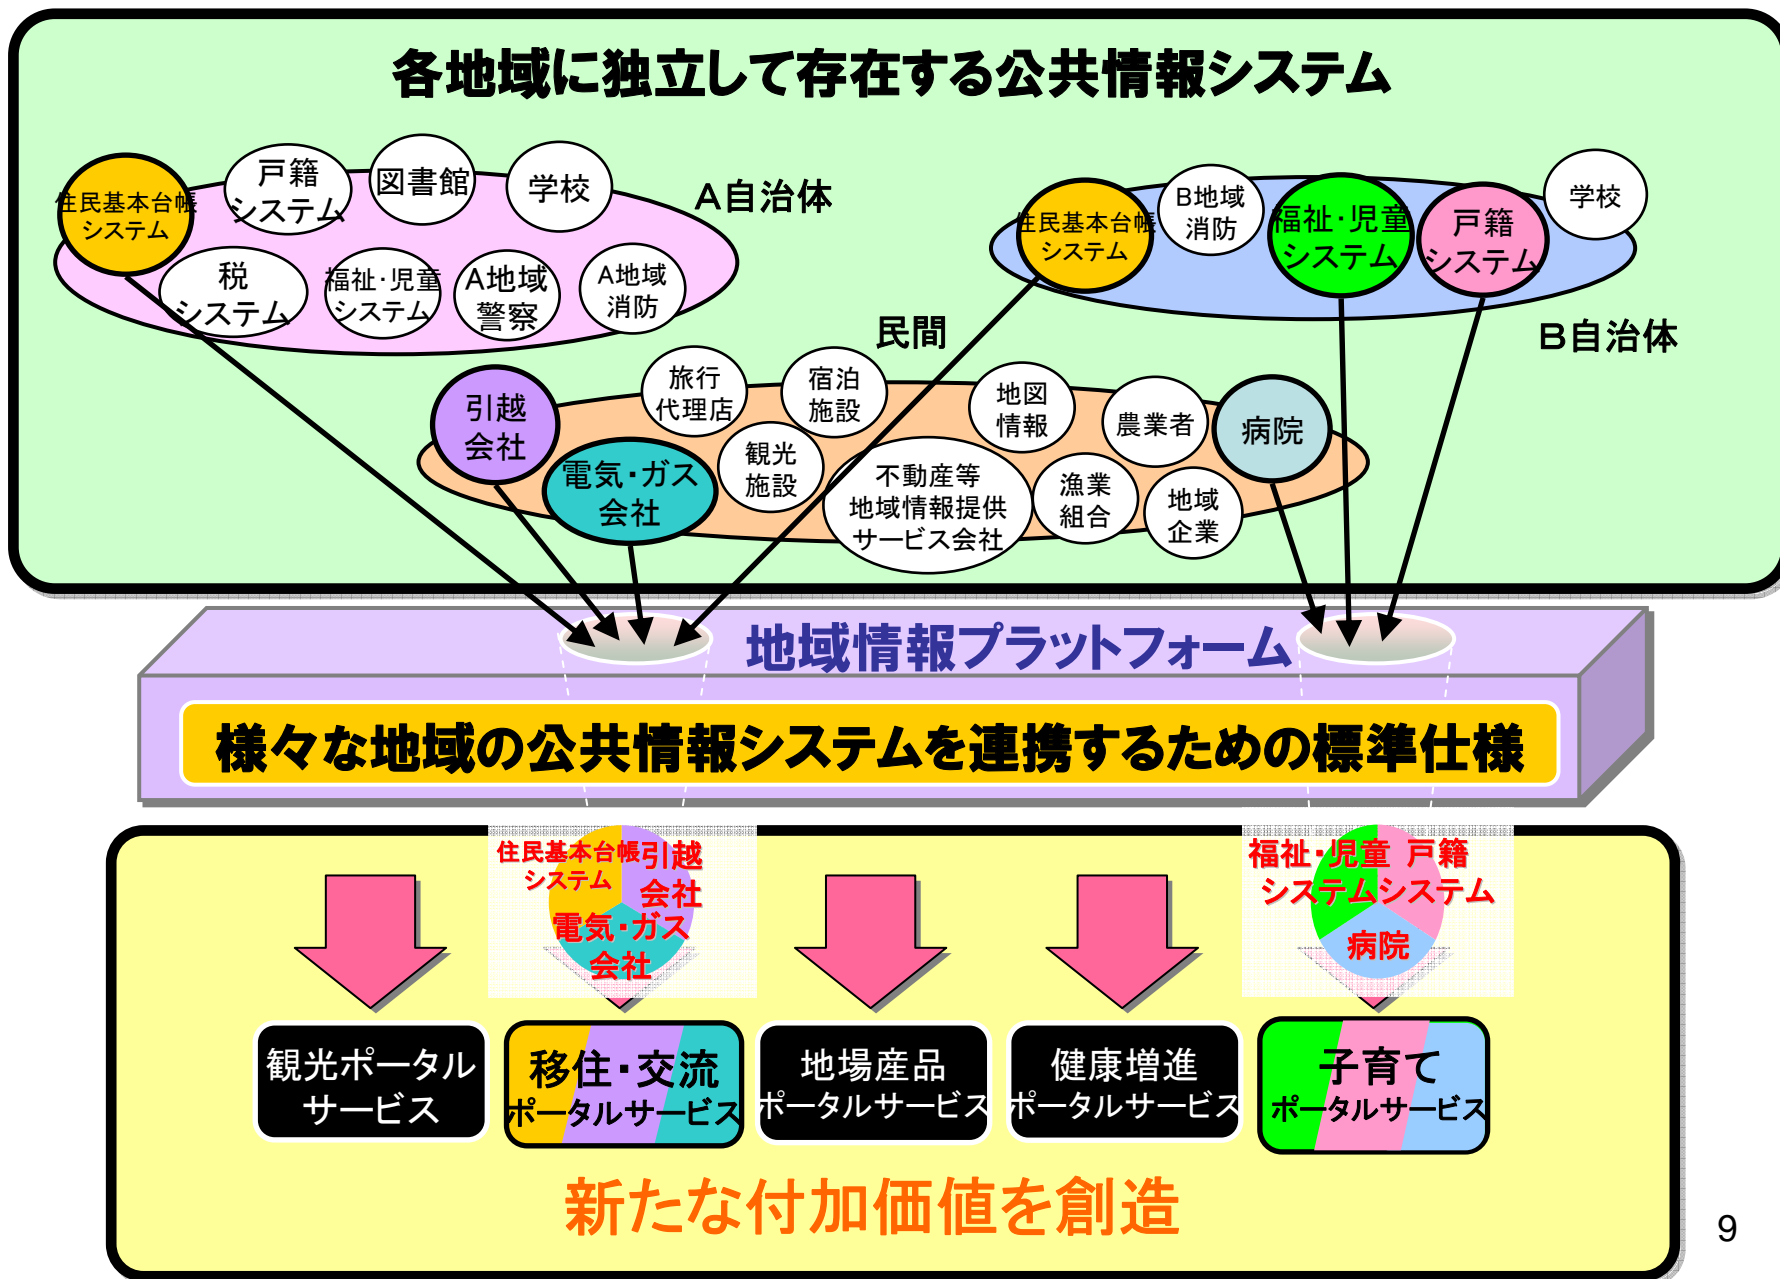 各地域に独立して存在する公共情報システム
住民基本台帳
システム
戸籍
システム
図書館
学校
A自治体
税
システム
福祉・児童
システム
A地域
警察
A地域
消防
住民基本台帳
システム
B地域
消防
福祉・児童
システム
戸籍
システム
学校
B自治体
民間
引越
会社
電気・ガス
会社
旅行
代理店
宿泊
施設
観光
施設
不動産等
地域情報提供
サービス会社
地図
情報
漁業
組合
農業者
地域
企業
病院
地域情報プラットフォーム
様々な地域の公共情報システムを連携するための標準仕様
住民基本台帳
システム
引越
会社
電気・ガス
会社
福祉・児童
システム
戸籍
システム
病院
観光ポータル
サービス
移住・交流
ポータルサービス
地場産品
ポータルサービス
健康増進
ポータルサービス
子育て
ポータルサービス
新たな付加価値を創造
9